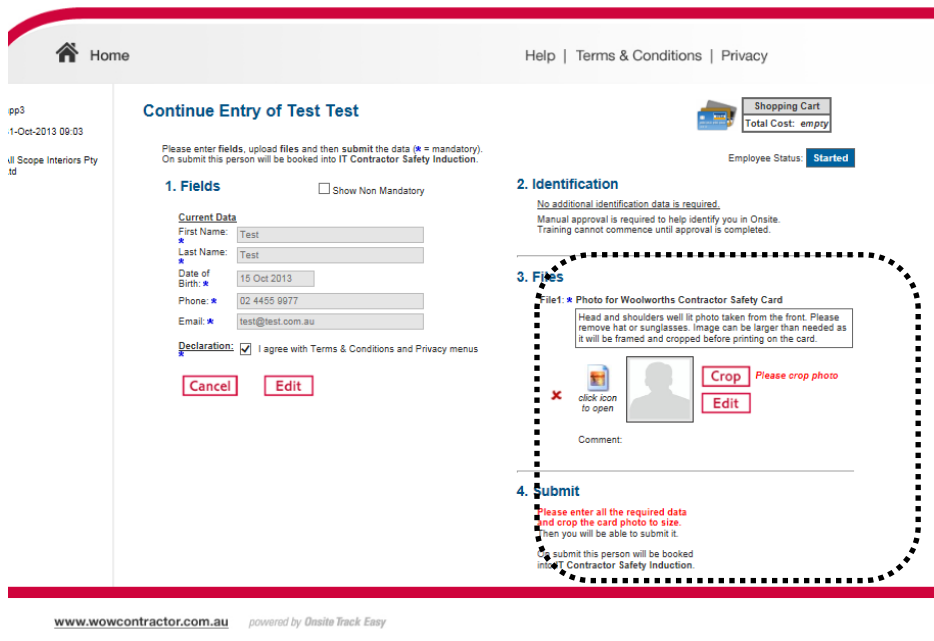 Home
Help | Terms & Conditions | Privacy
pp3
1-Oct-2013 09:03
All Scope Interiors Pty
Ltd
Continue Entry of Test Test
Shopping Cart
Total Cost: empty
Please enter fields, upload files and then submit the data (* = mandatory).
On submit this person will be booked into IT Contractor Safety Induction.
Employee Status: Started
1. Fields
Show Non Mandatory
Current Data
First Name: Test
*
Last Name: Test
*
Date of
Birth: * 15 Oct 2013
Phone: * 02 4455 9977
Email: * test@test.com.au
Declaration: I agree with Terms & Conditions and Privacy menus
*
Cancel Edit
2. Identification
No additional identification data is required.
Manual approval is required to help identify you in Onsite.
Training cannot commence until approval is completed.
3. Files
File1: * Photo for Woolworths Contractor Safety Card
Head and shoulders well lit photo taken from the front. Please
remove hat or sunglasses. Image can be larger than needed as
it will be framed and cropped before printing on the card.
click icon
to open
Crop Please crop photo
Edit
Comment:
4. Submit
Please enter all the required data
and crop the card photo to size.
Then you will be able to submit it.
On submit this person will be booked
into IT Contractor Safety Induction.
www.wowcontractor.com.au powered by Onsite Track Easy